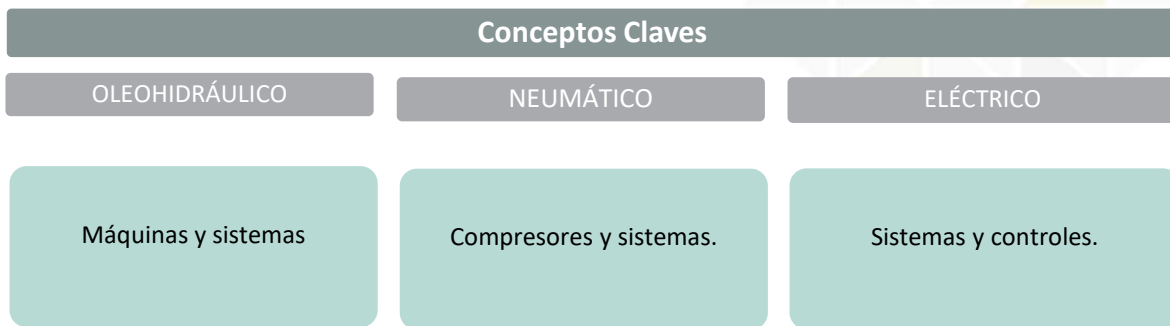 Conceptos Claves
OLEOHIDRÁULICO
NEUMÁTICO
ELÉCTRICO
Máquinas y sistemas
Compresores y sistemas.
Sistemas y controles.